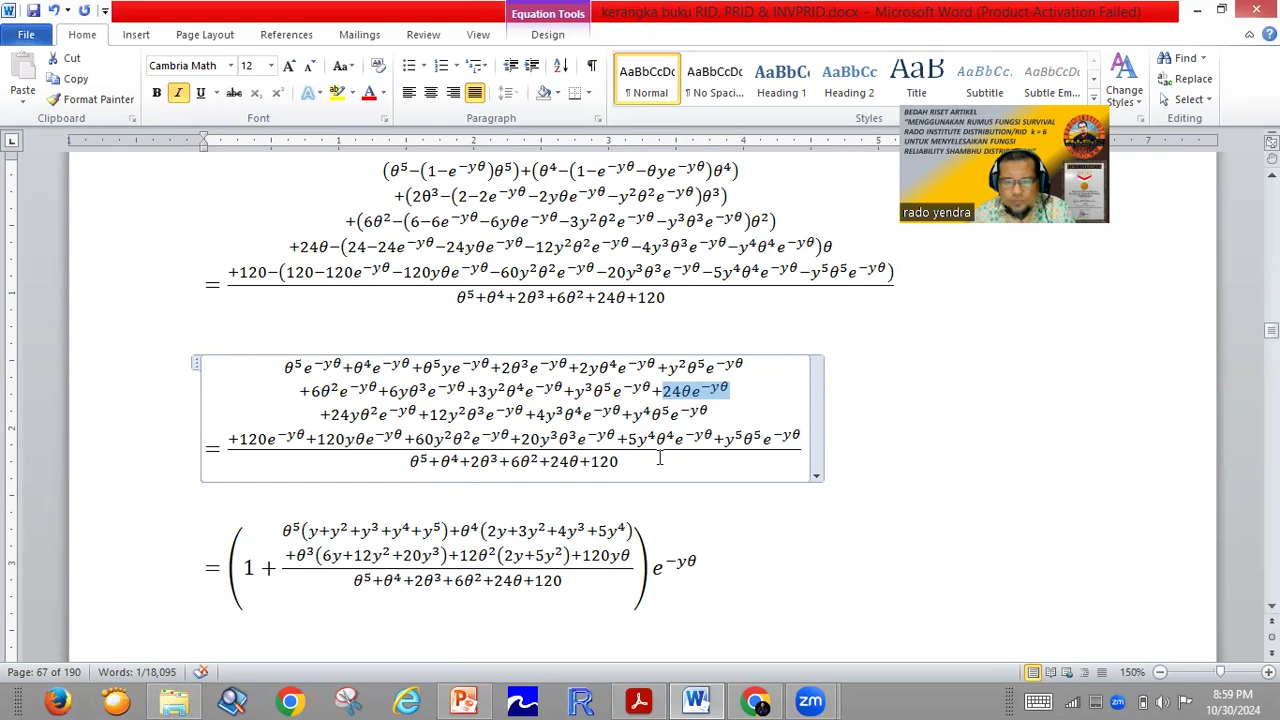 kerangka buku RID, PRID & INVPRID.docx - Microsoft Word (Product Activation Failed)
Equation Tools
File Home Insert Page Layout References Mailings Review View Design
Paste
Cut
Copy
Format Painter
Clipboard
Cambria Math 12
Font
Paragraph
AaBbCcDc AaBbCcDc AaBbCc AaBbCc AaB AaBbCc AaBbCcDc
¶ Normal ¶ No Spaci... Heading 1 Heading 2 Title Subtitle Subtle Em...
Change Styles
Styles
Find
Replace
Select
Editing
BEDAH RISET ARTIKEL
"MENGGUNAKAN RUMUS FUNGSI SURVIVAL
RADO INSTITUTE DISTRIBUTION/RID k = 6
UNTUK MENYELESAIKAN FUNGSI
RELIABILITY SHAMBHU DISTRIBUTION"
rado yendra
(θ⁵−(1−e^−yθ)θ⁵)+(θ⁴−(1−e^−yθ−θye^−yθ)θ⁴)
+(2θ³−(2−2e^−yθ−2yθe^−yθ−y²θ²e^−yθ)θ³)
+(6θ²−(6−6e^−yθ−6yθe^−yθ−3y²θ²e^−yθ−y³θ³e^−yθ)θ²)
+24θ−(24−24e^−yθ−24yθe^−yθ−12y²θ²e^−yθ−4y³θ³e^−yθ−y⁴θ⁴e^−yθ)θ
= +120−(120−120e^−yθ−120yθe^−yθ−60y²θ²e^−yθ−20y³θ³e^−yθ−5y⁴θ⁴e^−yθ−y⁵θ⁵e^−yθ)
θ⁵+θ⁴+2θ³+6θ²+24θ+120
θ⁵e^−yθ+θ⁴e^−yθ+θ⁵ye^−yθ+2θ³e^−yθ+2yθ⁴e^−yθ+y²θ⁵e^−yθ
+6θ²e^−yθ+6yθ³e^−yθ+3y²θ⁴e^−yθ+y³θ⁵e^−yθ+24θe^−yθ
+24yθ²e^−yθ+12y²θ³e^−yθ+4y³θ⁴e^−yθ+y⁴θ⁵e^−yθ
= +120e^−yθ+120yθe^−yθ+60y²θ²e^−yθ+20y³θ³e^−yθ+5y⁴θ⁴e^−yθ+y⁵θ⁵e^−yθ
θ⁵+θ⁴+2θ³+6θ²+24θ+120
θ⁵(y+y²+y³+y⁴+y⁵)+θ⁴(2y+3y²+4y³+5y⁴)
+θ³(6y+12y²+20y³)+12θ²(2y+5y²)+120yθ
= (1 + ) e^−yθ
θ⁵+θ⁴+2θ³+6θ²+24θ+120
Page: 67 of 190 Words: 1/18,095 150%
8:59 PM
10/30/2024